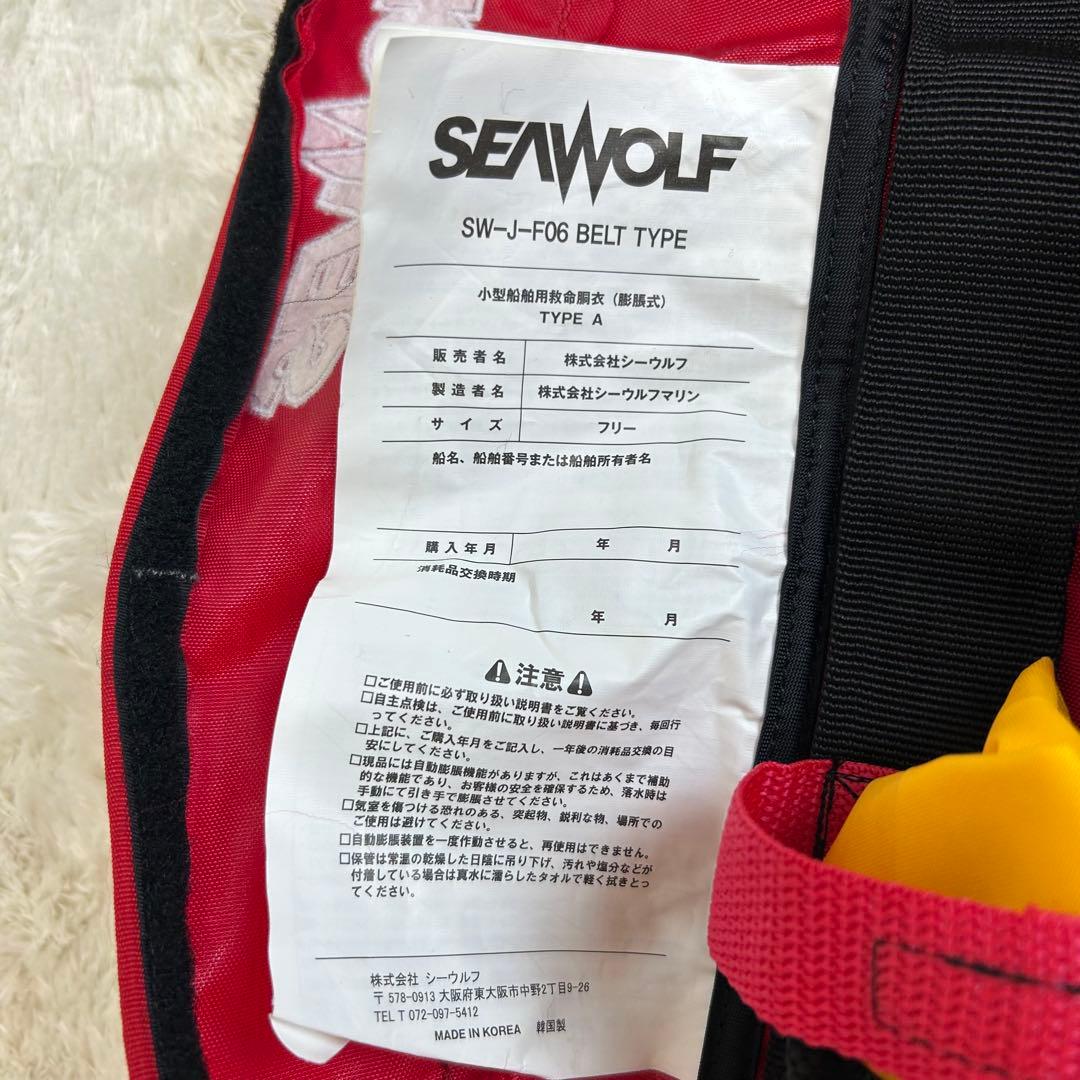 SEAWOLF
SW-J-F06 BELT TYPE
小型船舶用救命胴衣（膨脹式）
TYPE A
販売者名 株式会社シーウルフ
製造者名 株式会社シーウルフマリン
サイズ フリー
船名、船舶番号または船舶所有者名
購入年月 年 月
消耗品交換時期
年 月
⚠注意⚠
□ご使用前に必ず取り扱い説明書をご覧ください。
□自主点検は、ご使用前に取り扱い説明書に基づき、毎回行
ってください。
□上記に、ご購入年月をご記入し、一年後の消耗品交換の目
安にしてください。
□現品には自動膨脹機能がありますが、これはあくまで補助
的な機能であり、お客様の安全を確保するため、落水時は
手動にて引き手で膨脹させてください。
□気室を傷つける恐れのある、突起物、鋭利な物、場所での
ご使用は避けてください。
□自動膨脹装置を一度作動させると、再使用はできません。
□保管は常温の乾燥した日陰に吊り下げ、汚れや塩分などが
付着している場合は真水に濡らしたタオルで軽く拭きとっ
てください。
株式会社 シーウルフ
〒 578-0913 大阪府東大阪市中野2丁目9-26
TEL T 072-097-5412
MADE IN KOREA 韓国製